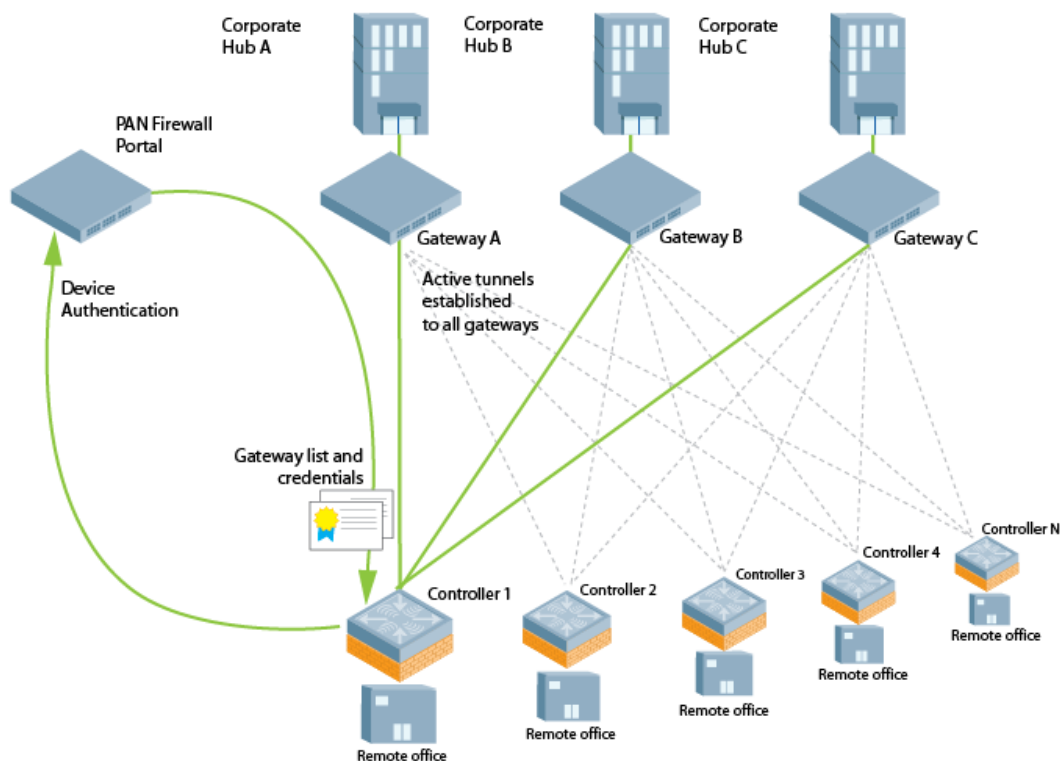 Corporate
Hub A
Corporate
Hub B
Corporate
Hub C
PAN Firewall
Portal
Gateway A
Gateway B
Gateway C
Device
Authentication
Active tunnels
established
to all gateways
Gateway list and
credentials
Controller 1
Controller 2
Controller 3
Controller 4
Controller N
Remote office
Remote office
Remote office
Remote office
Remote office